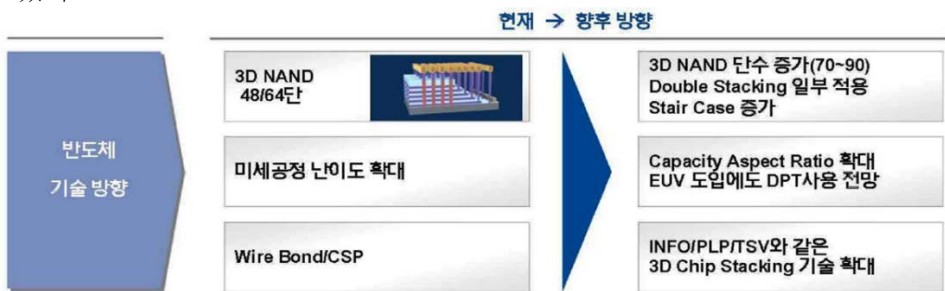 현재 → 향후 방향
반도체
기술 방향
3D NAND
48/64단
3D NAND 단수 증가(70~90)
Double Stacking 일부 적용
Stair Case 증가
미세공정 난이도 확대
Capacity Aspect Ratio 확대
EUV 도입에도 DPT사용 전망
Wire Bond/CSP
INFO/PLP/TSV와 같은
3D Chip Stacking 기술 확대